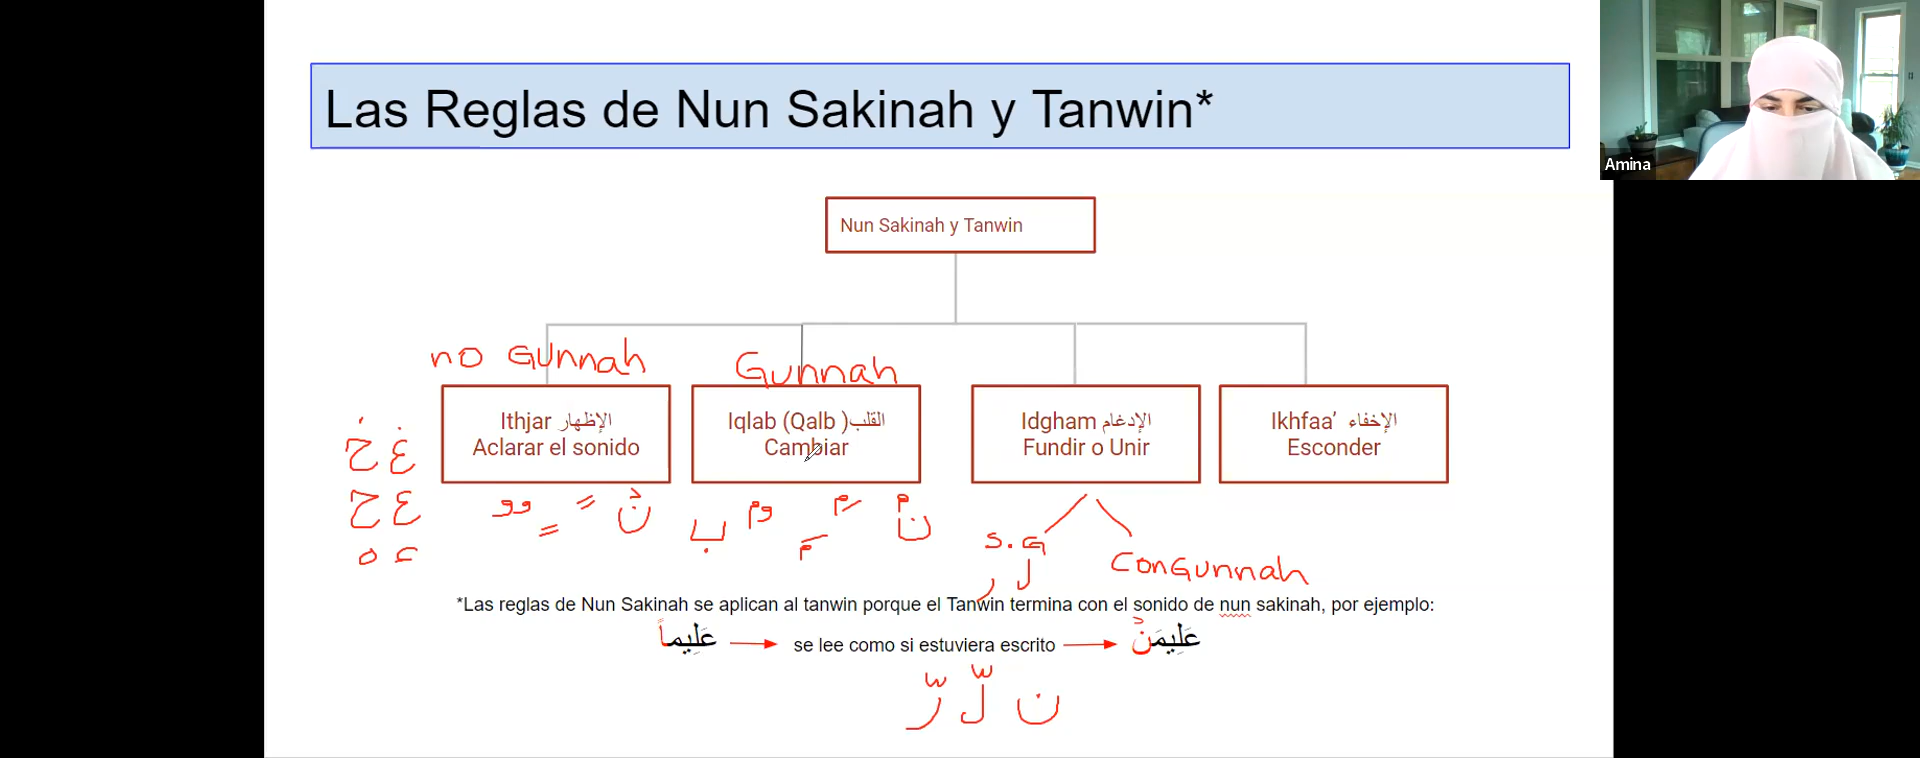 Las Reglas de Nun Sakinah y Tanwin*
Amina
Nun Sakinah y Tanwin
no Gunnah
Gunnah
Ithjar الإظهار
Aclarar el sonido
Iqlab (Qalb )القلب
Cambiar
Idgham الإدغام
Fundir o Unir
Ikhfaa’ الإخفاء
Esconder
خ غ
ح ع
ه ء
نْ
ب
ن م
S.G
ر ل
Con Gunnah
*Las reglas de Nun Sakinah se aplican al tanwin porque el Tanwin termina con el sonido de nun sakinah, por ejemplo:
عَلِيماً se lee como si estuviera escrito عَلِيمَنْ
ن لّ رّ